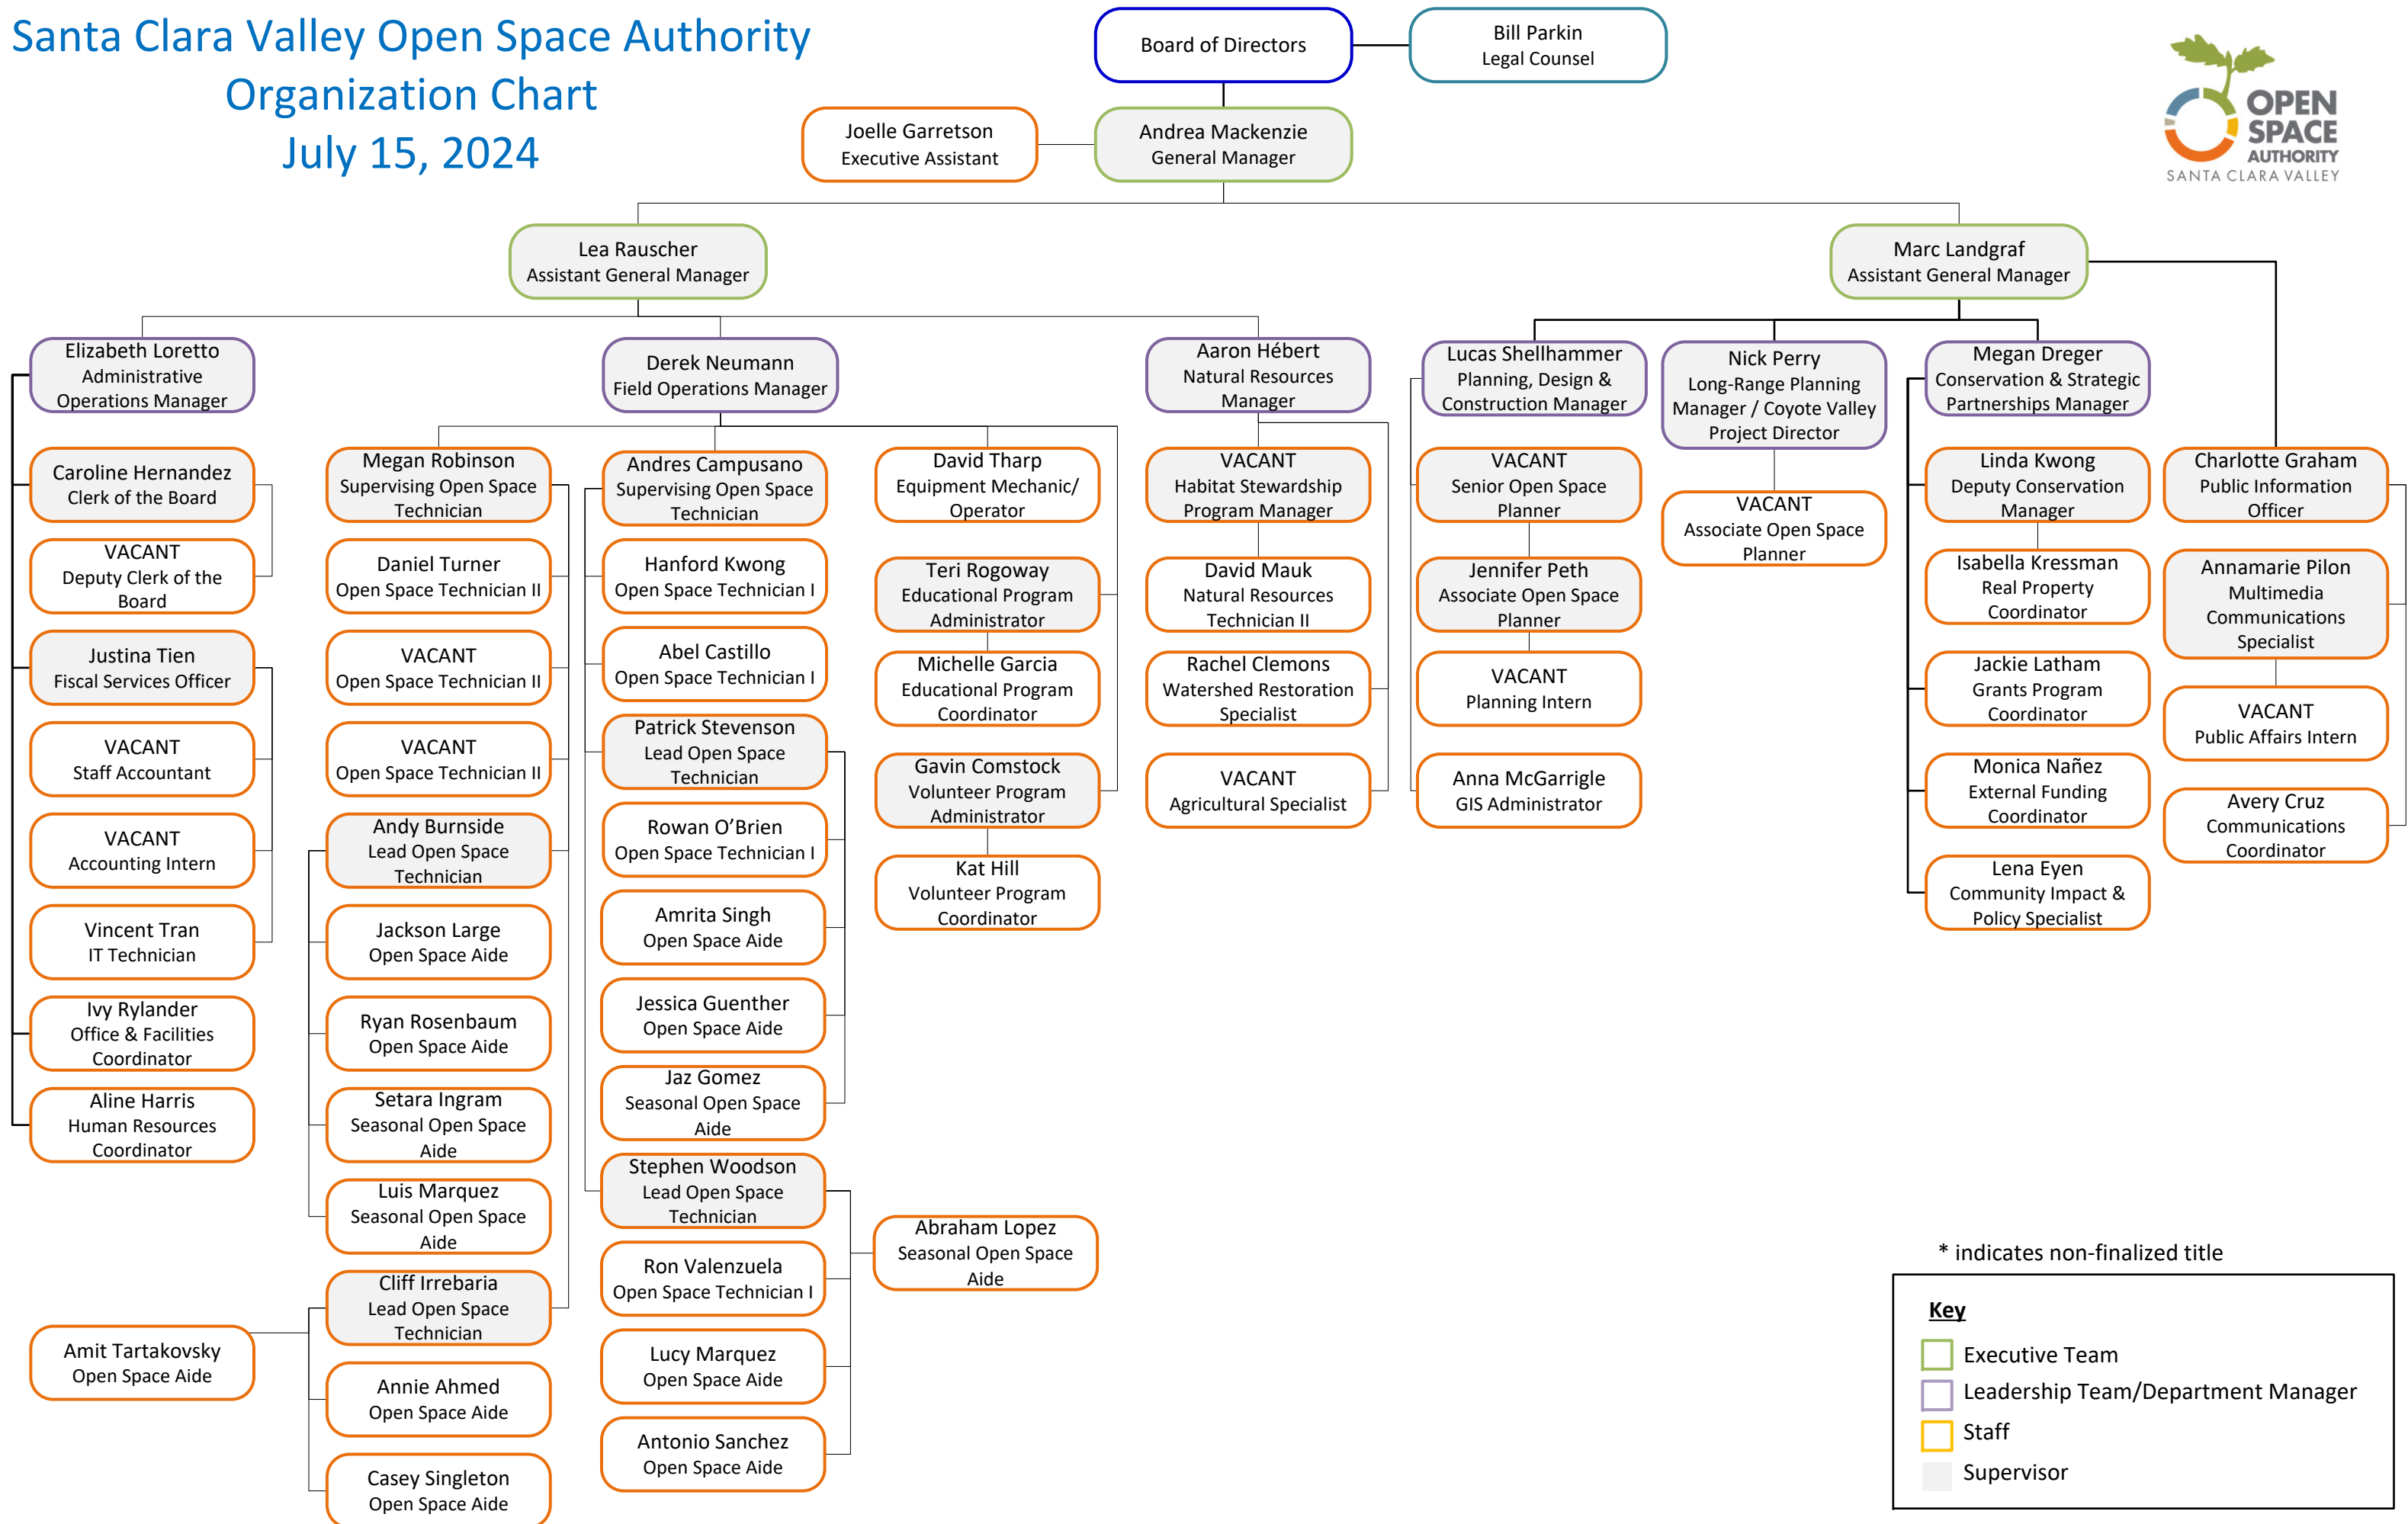 Santa Clara Valley Open Space Authority
Organization Chart
July 15, 2024
Board of Directors
Bill Parkin
Legal Counsel
OPEN
SPACE
AUTHORITY
SANTA CLARA VALLEY
Joelle Garretson
Executive Assistant
Andrea Mackenzie
General Manager
Lea Rauscher
Assistant General Manager
Marc Landgraf
Assistant General Manager
Elizabeth Loretto
Administrative
Operations Manager
Derek Neumann
Field Operations Manager
Aaron Hébert
Natural Resources
Manager
Lucas Shellhammer
Planning, Design &
Construction Manager
Nick Perry
Long-Range Planning
Manager / Coyote Valley
Project Director
Megan Dreger
Conservation & Strategic
Partnerships Manager
Caroline Hernandez
Clerk of the Board
VACANT
Deputy Clerk of the
Board
Justina Tien
Fiscal Services Officer
VACANT
Staff Accountant
VACANT
Accounting Intern
Vincent Tran
IT Technician
Ivy Rylander
Office & Facilities
Coordinator
Aline Harris
Human Resources
Coordinator
Megan Robinson
Supervising Open Space
Technician
Daniel Turner
Open Space Technician II
VACANT
Open Space Technician II
VACANT
Open Space Technician II
Andy Burnside
Lead Open Space
Technician
Jackson Large
Open Space Aide
Ryan Rosenbaum
Open Space Aide
Setara Ingram
Seasonal Open Space
Aide
Luis Marquez
Seasonal Open Space
Aide
Cliff Irrebaria
Lead Open Space
Technician
Amit Tartakovsky
Open Space Aide
Annie Ahmed
Open Space Aide
Casey Singleton
Open Space Aide
Andres Campusano
Supervising Open Space
Technician
Hanford Kwong
Open Space Technician I
Abel Castillo
Open Space Technician I
Patrick Stevenson
Lead Open Space
Technician
Rowan O’Brien
Open Space Technician I
Amrita Singh
Open Space Aide
Jessica Guenther
Open Space Aide
Jaz Gomez
Seasonal Open Space
Aide
Stephen Woodson
Lead Open Space
Technician
Abraham Lopez
Seasonal Open Space
Aide
Ron Valenzuela
Open Space Technician I
Lucy Marquez
Open Space Aide
Antonio Sanchez
Open Space Aide
David Tharp
Equipment Mechanic/
Operator
Teri Rogoway
Educational Program
Administrator
Michelle Garcia
Educational Program
Coordinator
Gavin Comstock
Volunteer Program
Administrator
Kat Hill
Volunteer Program
Coordinator
VACANT
Habitat Stewardship
Program Manager
David Mauk
Natural Resources
Technician II
Rachel Clemons
Watershed Restoration
Specialist
VACANT
Agricultural Specialist
VACANT
Senior Open Space
Planner
Jennifer Peth
Associate Open Space
Planner
VACANT
Planning Intern
Anna McGarrigle
GIS Administrator
VACANT
Associate Open Space
Planner
Linda Kwong
Deputy Conservation
Manager
Isabella Kressman
Real Property
Coordinator
Jackie Latham
Grants Program
Coordinator
Monica Nañez
External Funding
Coordinator
Lena Eyen
Community Impact &
Policy Specialist
Charlotte Graham
Public Information
Officer
Annamarie Pilon
Multimedia
Communications
Specialist
VACANT
Public Affairs Intern
Avery Cruz
Communications
Coordinator
* indicates non-finalized title
Key
Executive Team
Leadership Team/Department Manager
Staff
Supervisor